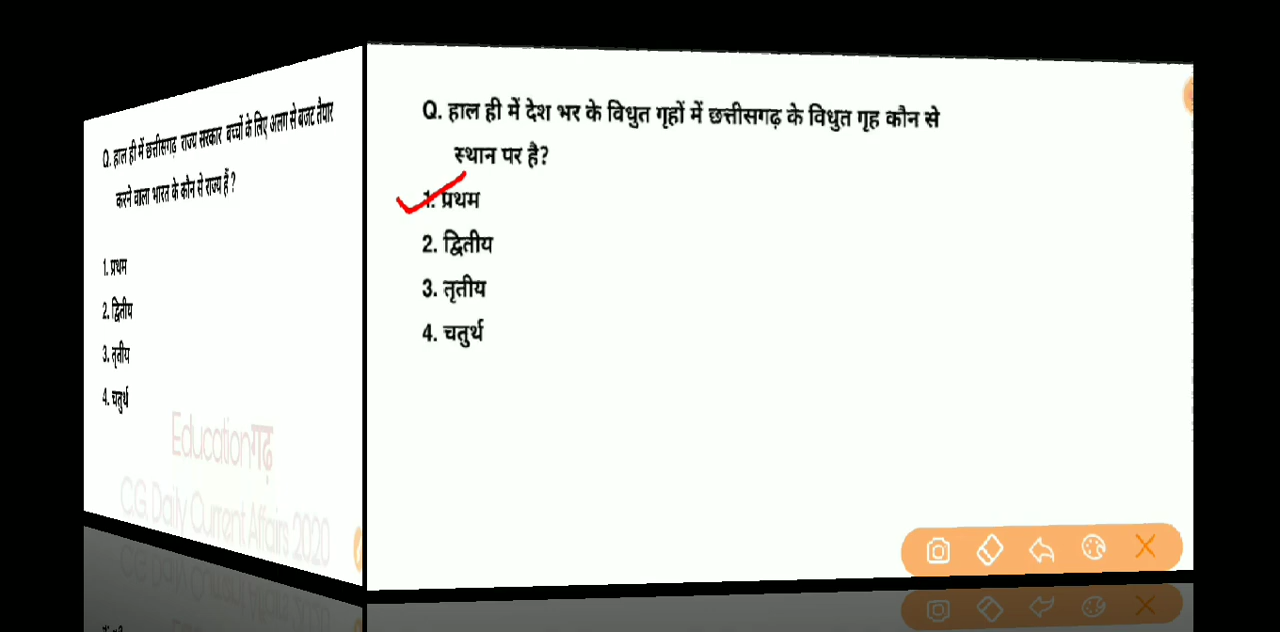 Q. हाल ही में छत्तीसगढ़ राज्य सरकार बच्चों के लिए अलग से बजट तैयार
करने वाला भारत के कौन से राज्य हैं ?
1. प्रथम
2. द्वितीय
3. तृतीय
4. चतुर्थ
Educationगढ़
CG Daily Current Affairs 2020
Q. हाल ही में देश भर के विधुत गृहों में छत्तीसगढ़ के विधुत गृह कौन से
स्थान पर है?
1. प्रथम
2. द्वितीय
3. तृतीय
4. चतुर्थ